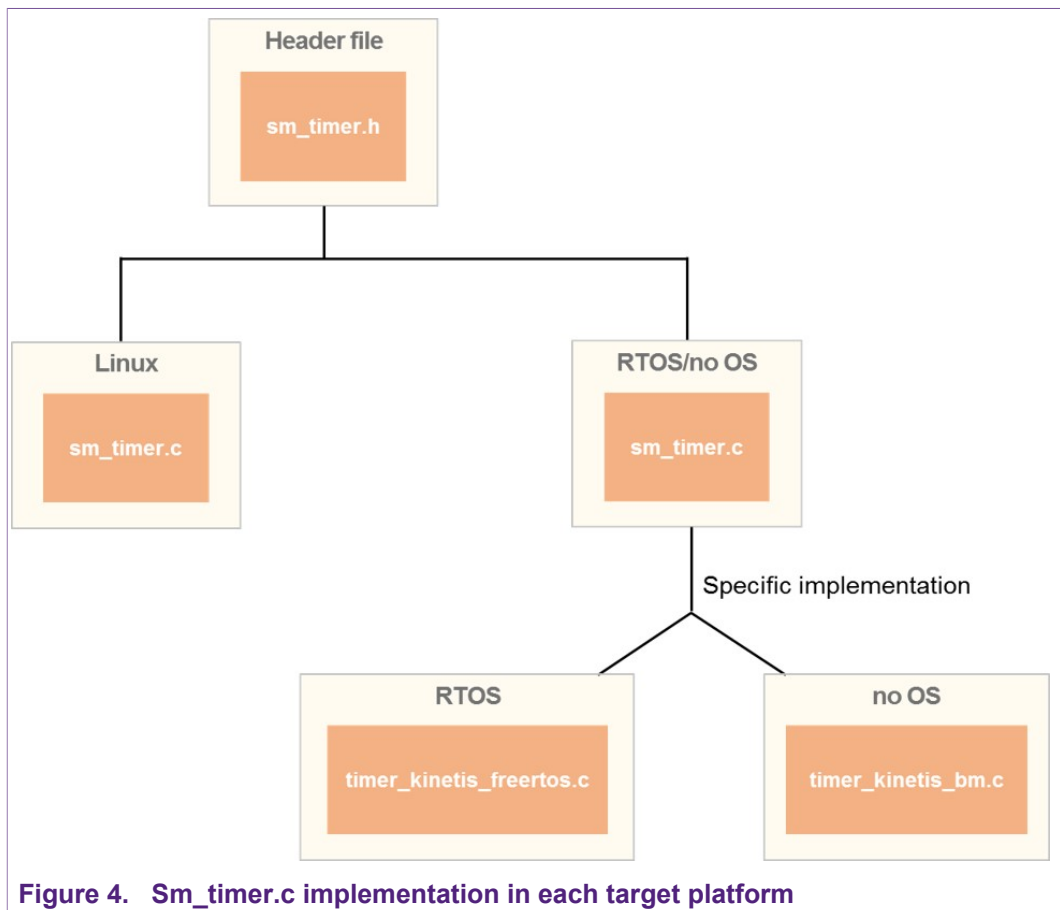 Header file
sm_timer.h
Linux
sm_timer.c
RTOS/no OS
sm_timer.c
Specific implementation
RTOS
timer_kinetis_freertos.c
no OS
timer_kinetis_bm.c
Figure 4. Sm_timer.c implementation in each target platform